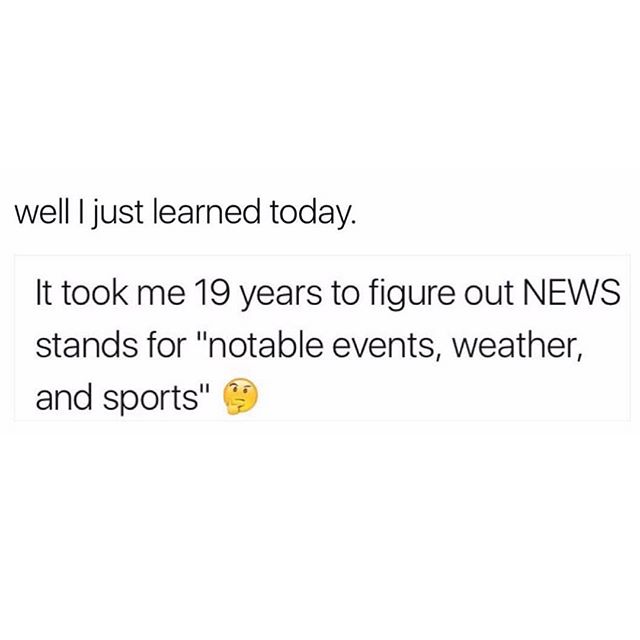 well I just learned today.
It took me 19 years to figure out NEWS
stands for "notable events, weather,
and sports" 🤔